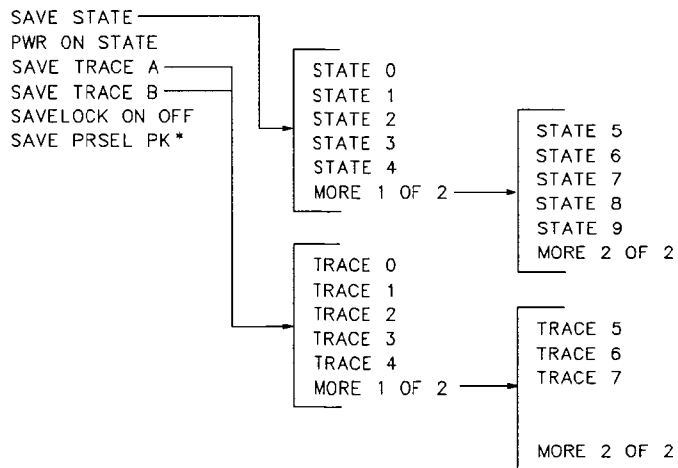 SAVE STATE
PWR ON STATE
SAVE TRACE A
SAVE TRACE B
SAVELOCK ON OFF
SAVE PRSEL PK*
STATE 0
STATE 1
STATE 2
STATE 3
STATE 4
MORE 1 OF 2
STATE 5
STATE 6
STATE 7
STATE 8
STATE 9
MORE 2 OF 2
TRACE 0
TRACE 1
TRACE 2
TRACE 3
TRACE 4
MORE 1 OF 2
TRACE 5
TRACE 6
TRACE 7
MORE 2 OF 2